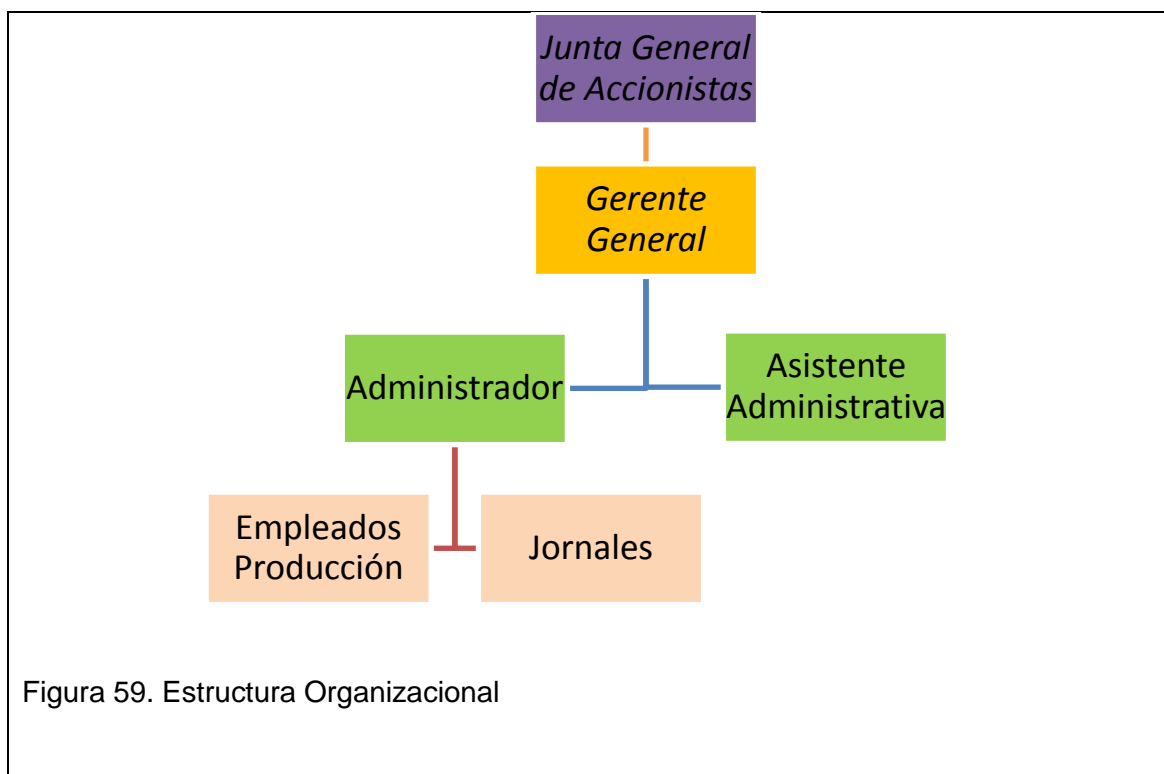 Junta General
de Accionistas
Gerente
General
Administrador
Asistente
Administrativa
Empleados
Producción
Jornales
Figura 59. Estructura Organizacional